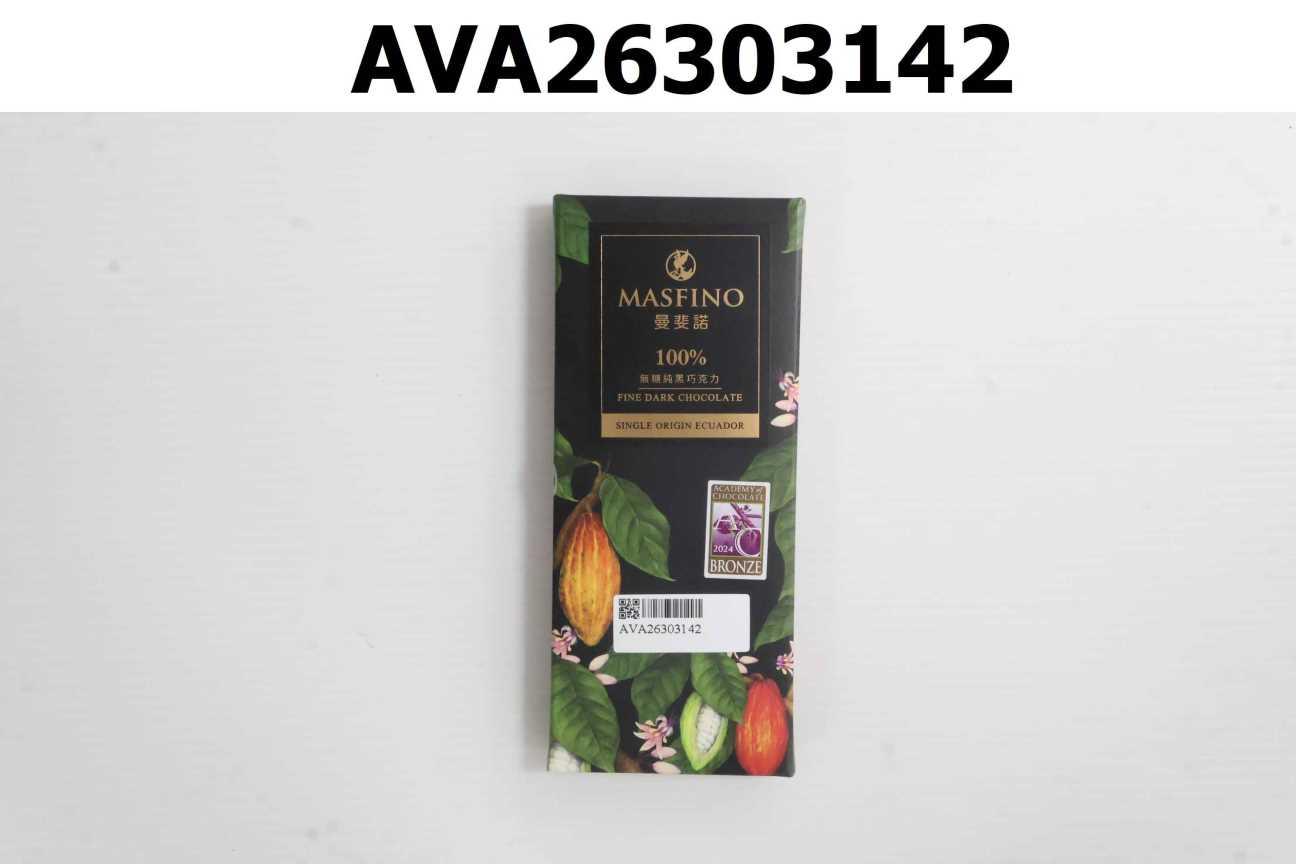 AVA26303142
MASFINO
曼斐諾
100%
無糖純黑巧克力
FINE DARK CHOCOLATE
SINGLE ORIGIN ECUADOR
ACADEMY of
CHOCOLATE
2024
BRONZE
AVA26303142